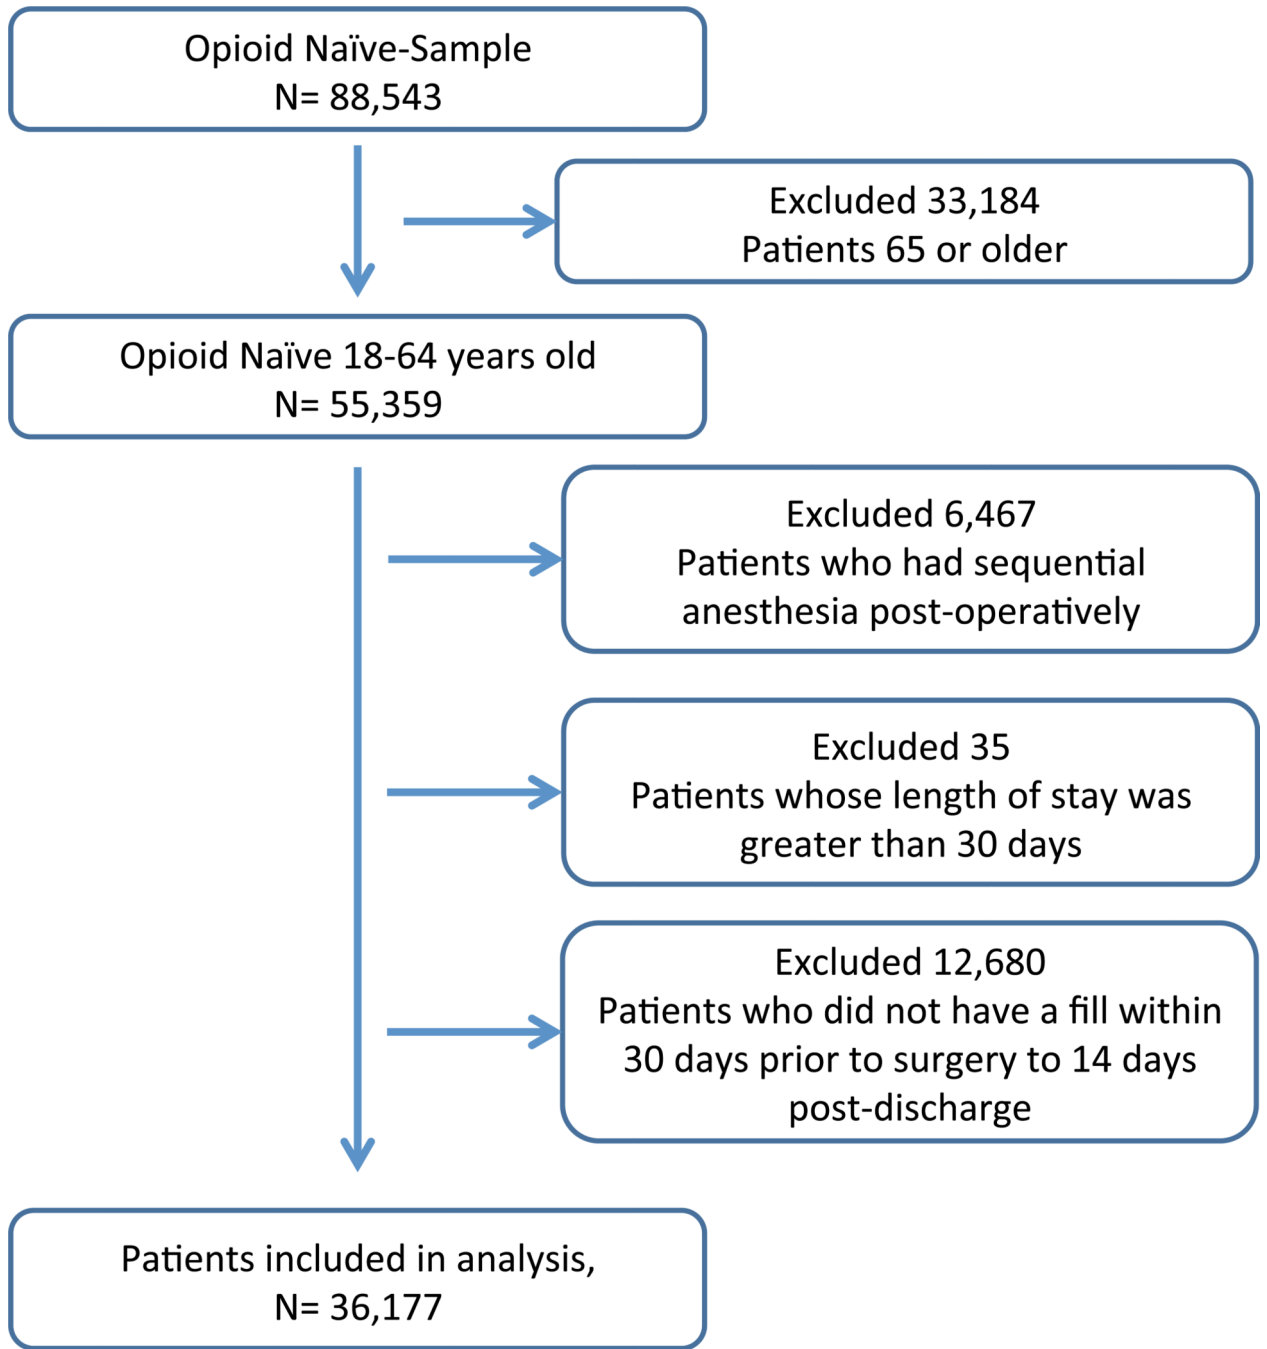 Opioid Naïve-Sample
N= 88,543
Excluded 33,184
Patients 65 or older
Opioid Naïve 18-64 years old
N= 55,359
Excluded 6,467
Patients who had sequential
anesthesia post-operatively
Excluded 35
Patients whose length of stay was
greater than 30 days
Excluded 12,680
Patients who did not have a fill within
30 days prior to surgery to 14 days
post-discharge
Patients included in analysis,
N= 36,177